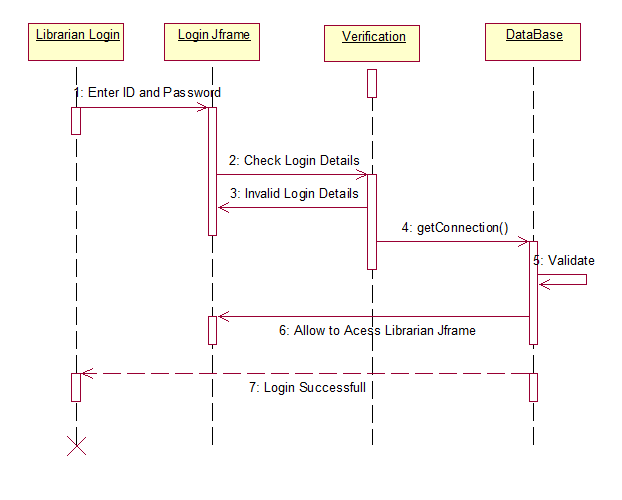 Librarian Login
Login Jframe
Verification
DataBase
1: Enter ID and Password
2: Check Login Details
3: Invalid Login Details
4: getConnection()
5: Validate
6: Allow to Acess Librarian Jframe
7: Login Successfull